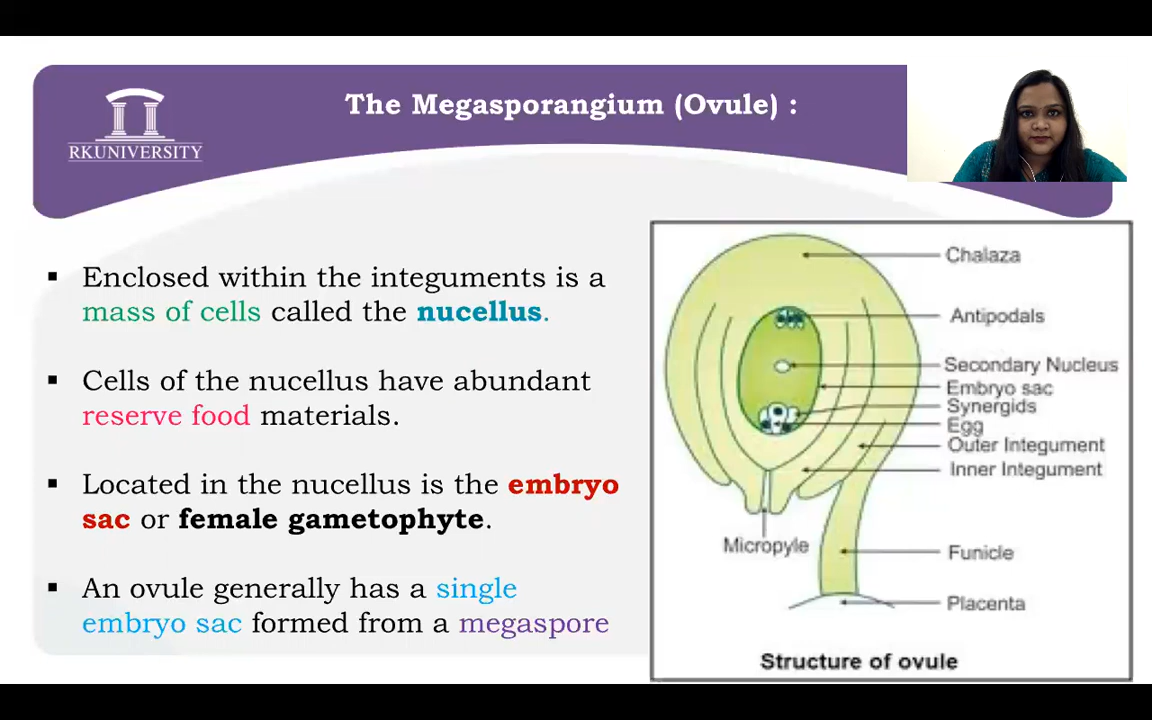 The Megasporangium (Ovule) :
RKUNIVERSITY
▪ Enclosed within the integuments is a
mass of cells called the nucellus.
▪ Cells of the nucellus have abundant
reserve food materials.
▪ Located in the nucellus is the embryo
sac or female gametophyte.
▪ An ovule generally has a single
embryo sac formed from a megaspore
Chalaza
Antipodals
Secondary Nucleus
Embryo sac
Synergids
Egg
Outer Integument
Inner Integument
Micropyle
Funicle
Placenta
Structure of ovule